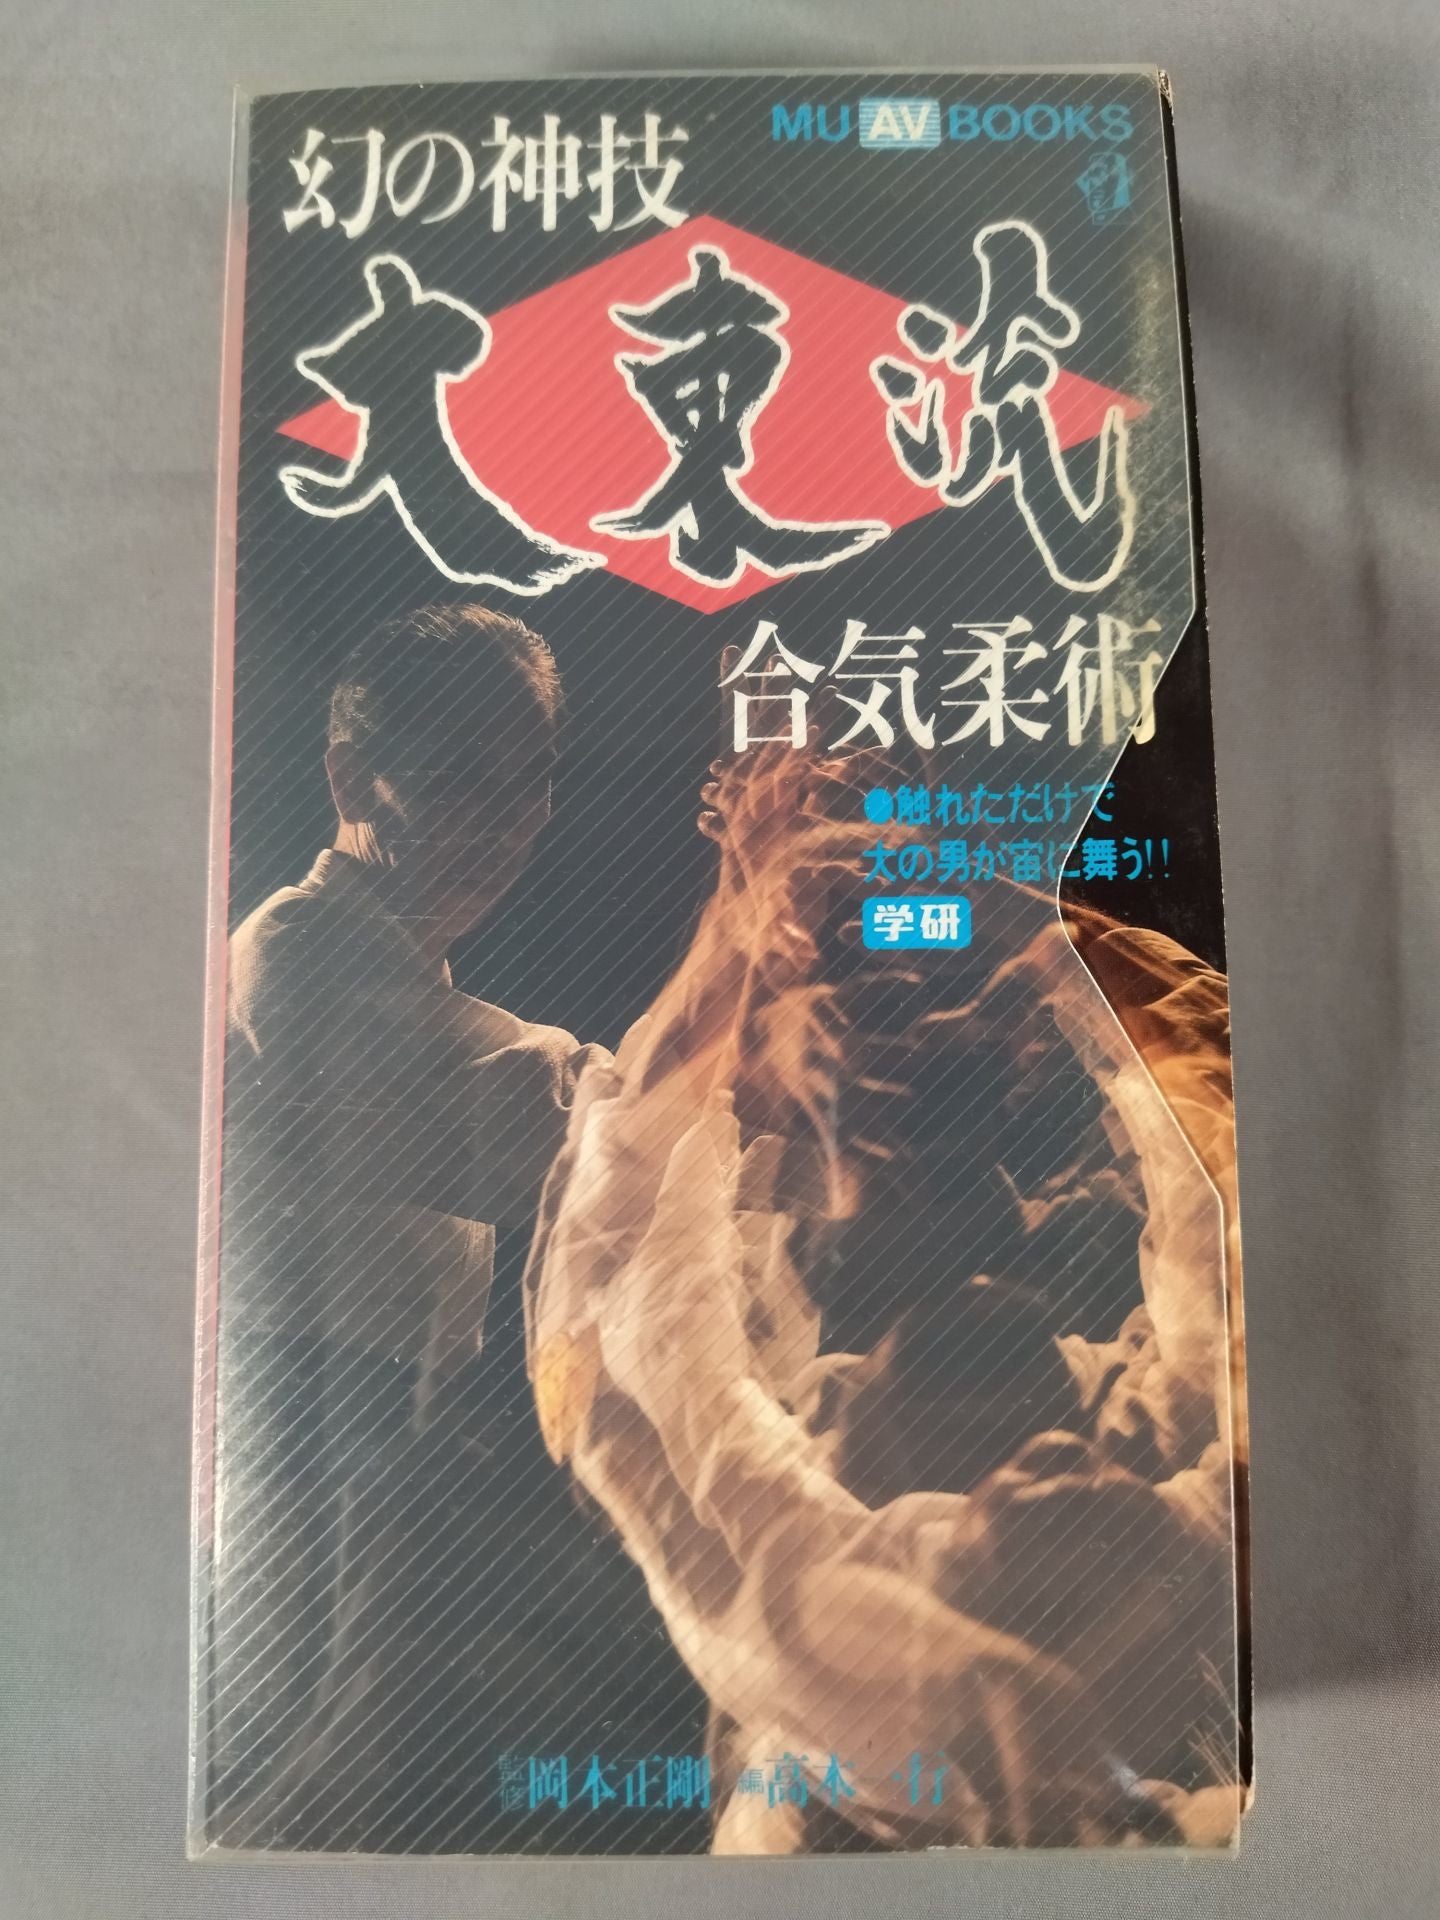 MU AV BOOKS
幻の神技
大東流
合気柔術
●触れただけで
大の男が宙に舞う!!
学研
監修 岡本正剛 編 高木一行